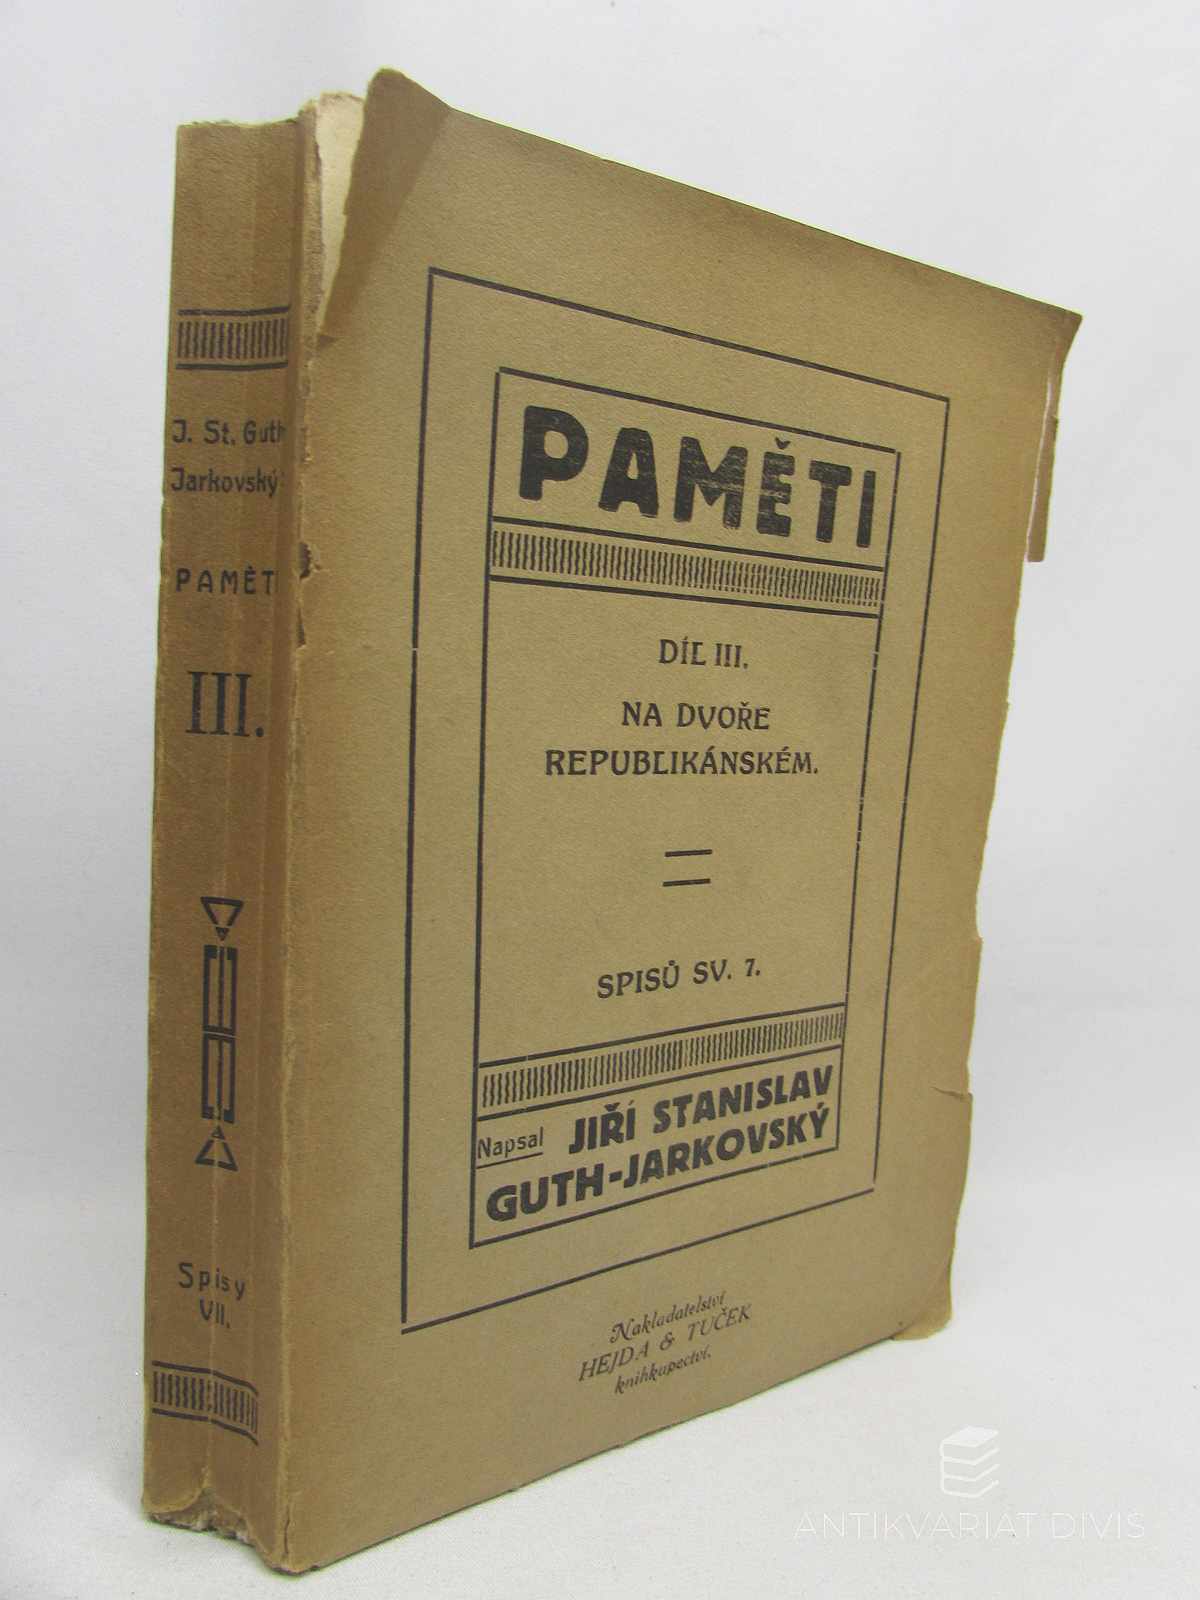 J. St. Guth
Jarkovský:
PAMĚT
III.
Spisy
VII.
PAMĚTI
DÍL III.
NA DVOŘE
REPUBLIKÁNSKÉM.
SPISŮ SV. 7.
Napsal JIŘÍ STANISLAV
GUTH-JARKOVSKÝ
Nakladatelství
HEJDA & TUČEK
knihkupectví.
ANTIKVARIAT DIVIS